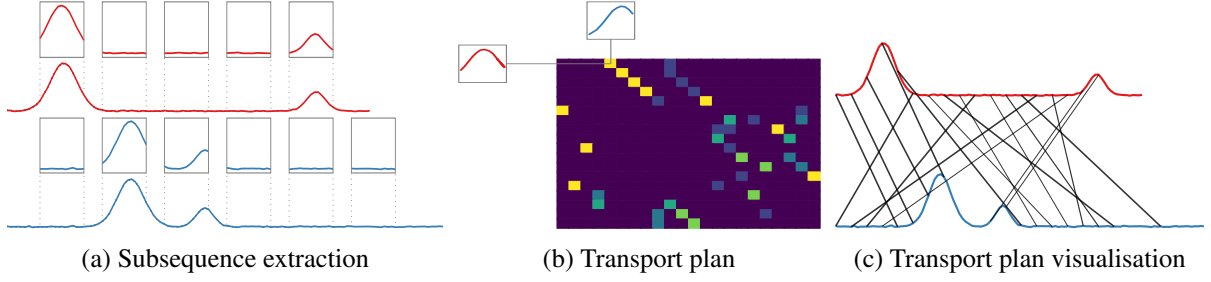 (a) Subsequence extraction
(b) Transport plan
(c) Transport plan visualisation